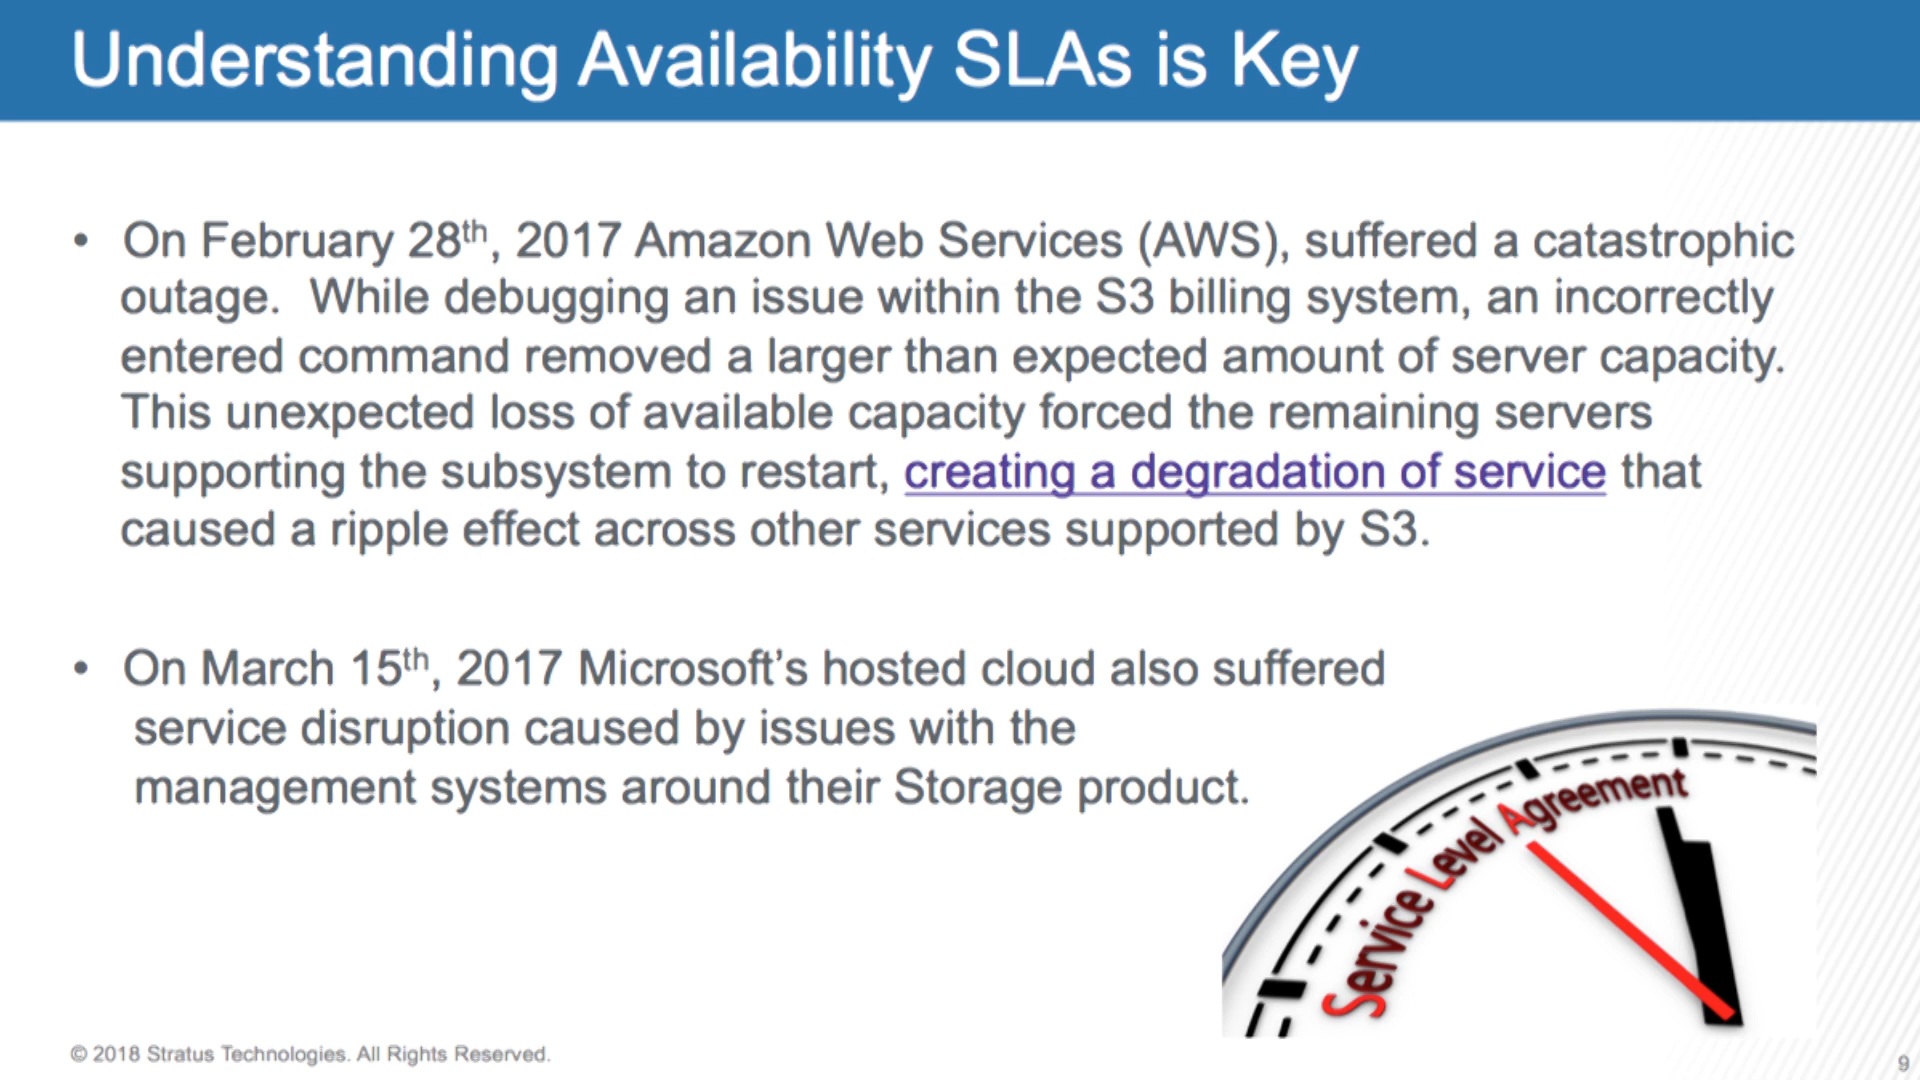 Understanding Availability SLAs is Key
• On February 28th, 2017 Amazon Web Services (AWS), suffered a catastrophic
outage.  While debugging an issue within the S3 billing system, an incorrectly
entered command removed a larger than expected amount of server capacity.
This unexpected loss of available capacity forced the remaining servers
supporting the subsystem to restart, creating a degradation of service that
caused a ripple effect across other services supported by S3.
• On March 15th, 2017 Microsoft’s hosted cloud also suffered
service disruption caused by issues with the
management systems around their Storage product.
Service Level Agreement
© 2018 Stratus Technologies. All Rights Reserved.
9